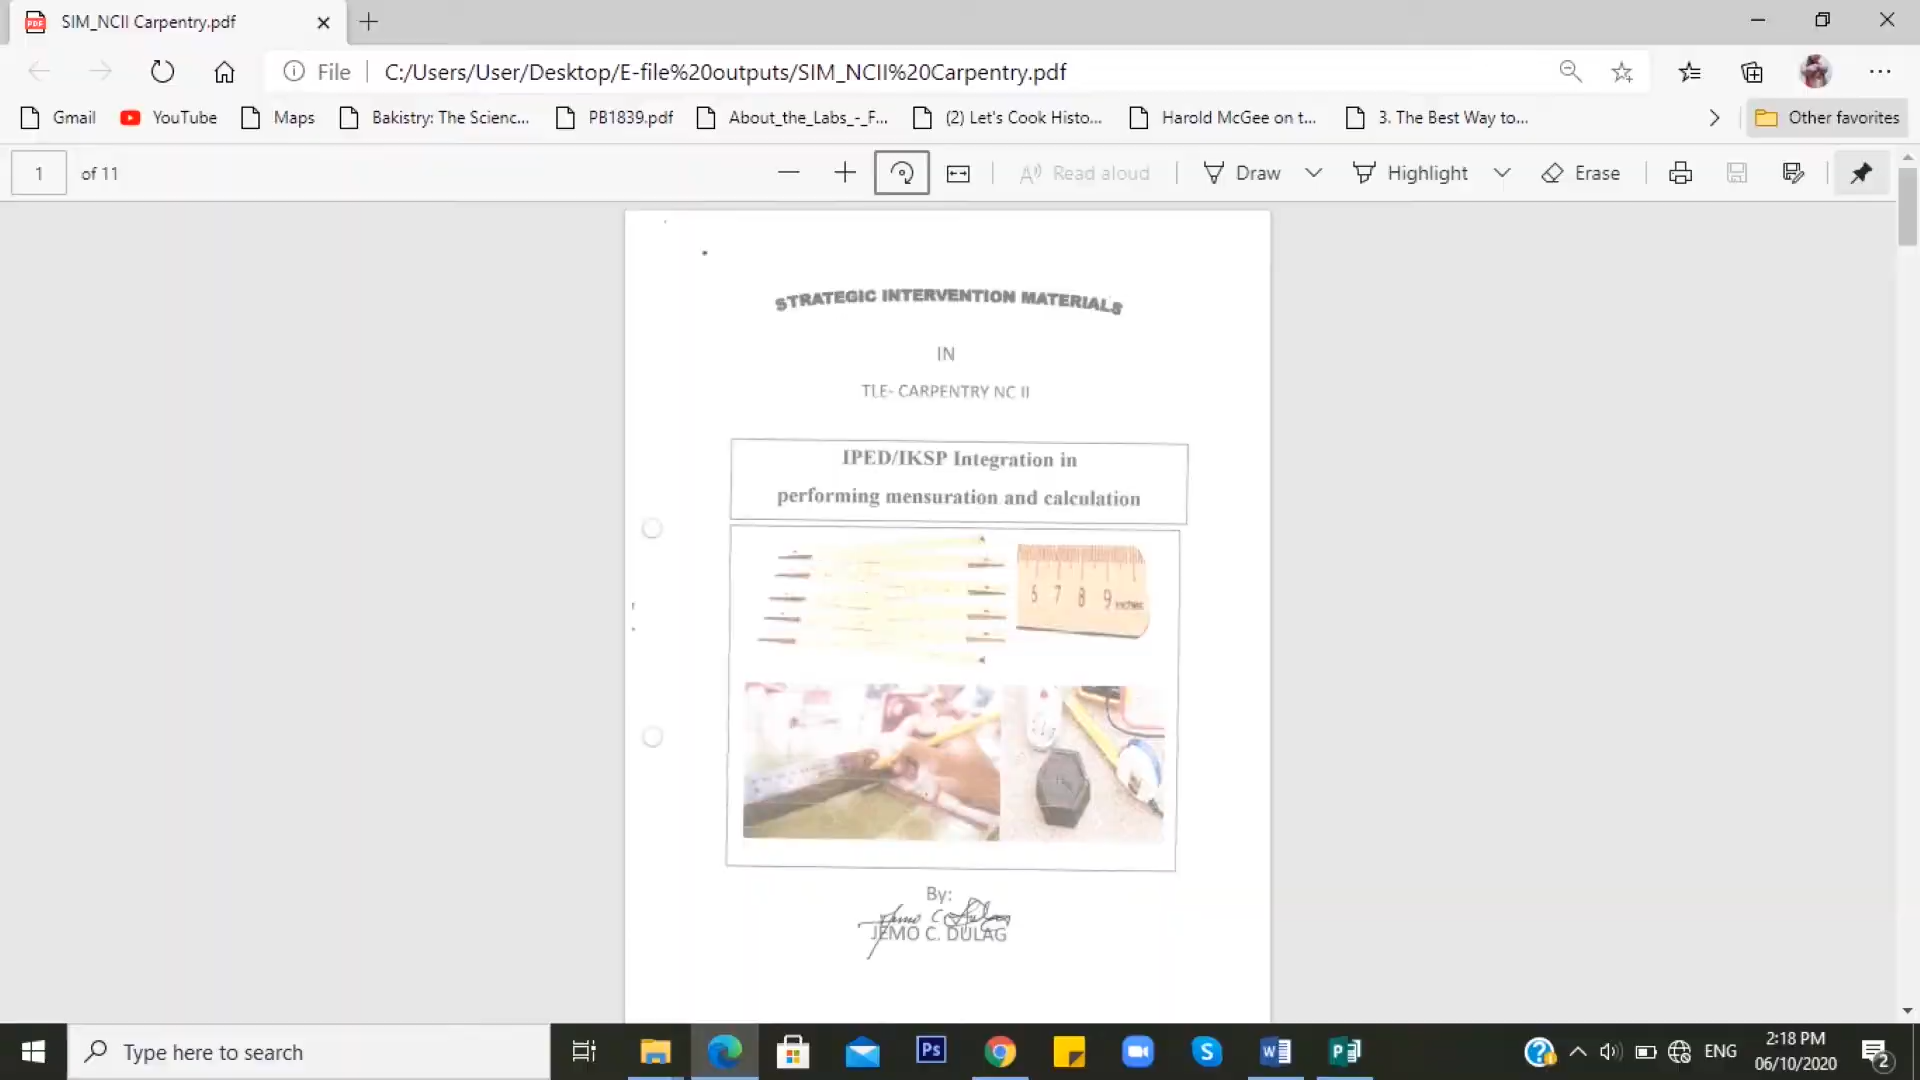 SIM_NCII Carpentry.pdf
File
C:/Users/User/Desktop/E-file%20outputs/SIM_NCII%20Carpentry.pdf
Gmail YouTube Maps Bakistry: The Scienc... PB1839.pdf About_the_Labs_-_F... (2) Let's Cook Histo... Harold McGee on t... 3. The Best Way to... Other favorites
1 of 11 Read aloud Draw Highlight Erase
STRATEGIC INTERVENTION MATERIALS
IN
TLE- CARPENTRY NC II
IPED/IKSP Integration in
performing mensuration and calculation
6 7 8 9 inches
By:
JEMO C. DULAG
Type here to search
Ps
ENG
2:18 PM
06/10/2020
2